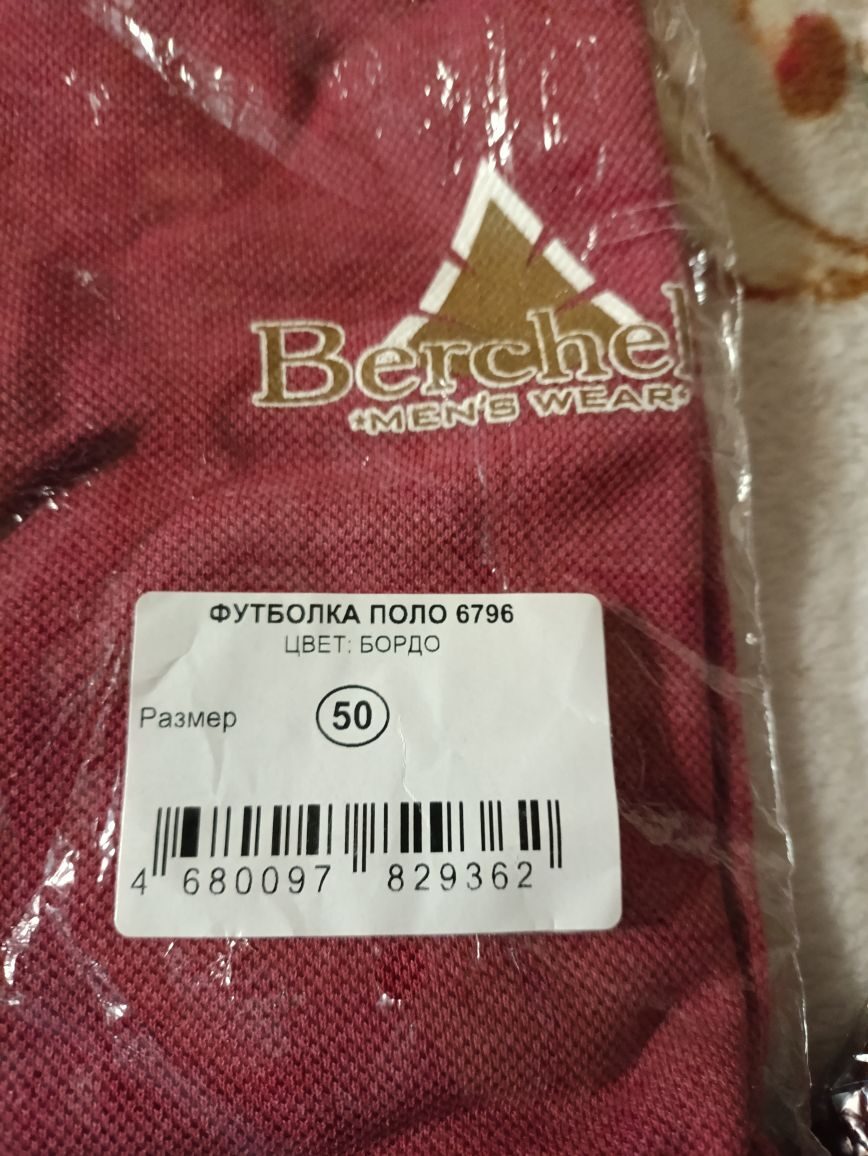 Berchel
*MEN'S WEAR*
ФУТБОЛКА ПОЛО 6796
ЦВЕТ: БОРДО
Размер 50
4 680097 829362